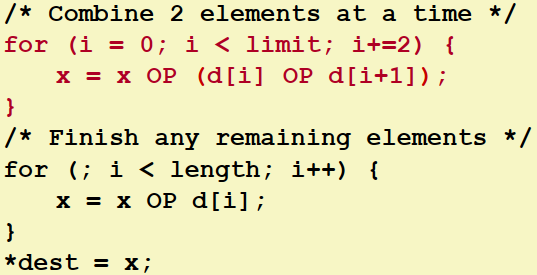 /* Combine 2 elements at a time */
for (i = 0; i < limit; i+=2) {
x = x OP (d[i] OP d[i+1]);
}
/* Finish any remaining elements */
for (; i < length; i++) {
x = x OP d[i];
}
*dest = x;